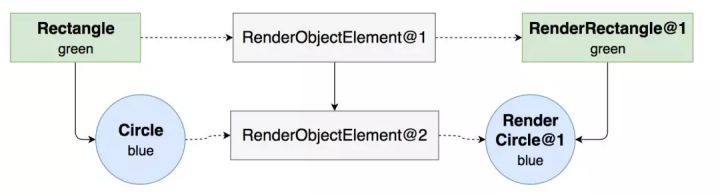 Rectangle
green
RenderObjectElement@1
RenderRectangle@1
green
Circle
blue
RenderObjectElement@2
Render
Circle@1
blue